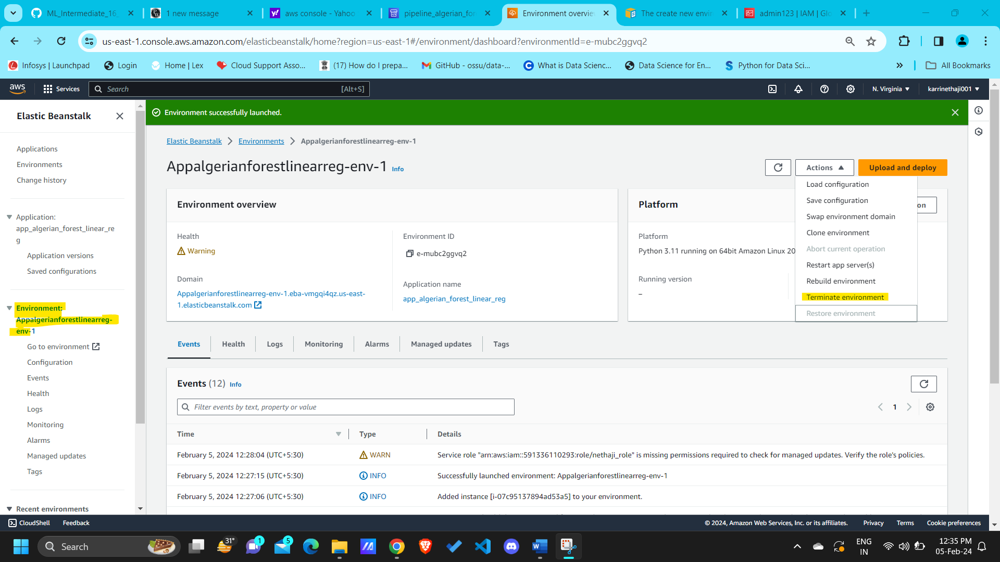 ML_Intermediate_16_
1 new message
aws console - Yahoo
pipeline_algerian_for
Environment overview
The create new envir
admin123 | IAM | Glo
us-east-1.console.aws.amazon.com/elasticbeanstalk/home?region=us-east-1#/environment/dashboard?environmentId=e-mubc2ggvq2
Infosys | Launchpad
Login
Home | Lex
Cloud Support Asso...
(17) How do I prepa...
GitHub - ossu/data-...
What is Data Scienc...
Data Science for En...
Python for Data Sci...
All Bookmarks
aws
Services
Search
[Alt+S]
N. Virginia
karrinethaji001
Elastic Beanstalk
Applications
Environments
Change history
Application:
app_algerian_forest_linear_re
g
Application versions
Saved configurations
Environment:
Appalgerianforestlinearreg-
env-1
Go to environment
Configuration
Events
Health
Logs
Monitoring
Alarms
Managed updates
Tags
Recent environments
Environment successfully launched.
Elastic Beanstalk
Environments
Appalgerianforestlinearreg-env-1
Appalgerianforestlinearreg-env-1 Info
Actions
Upload and deploy
Load configuration
Save configuration
Swap environment domain
Clone environment
Abort current operation
Restart app server(s)
Rebuild environment
Terminate environment
Restore environment
Environment overview
Health
Warning
Domain
Appalgerianforestlinearreg-env-1.eba-vmgqi4qz.us-east-
1.elasticbeanstalk.com
Environment ID
e-mubc2ggvq2
Application name
app_algerian_forest_linear_reg
Platform
on
Platform
Python 3.11 running on 64bit Amazon Linux 20
Running version
–
Events
Health
Logs
Monitoring
Alarms
Managed updates
Tags
Events (12) Info
Filter events by text, property or value
1
Time
Type
Details
February 5, 2024 12:28:04 (UTC+5:30)
WARN
Service role "arn:aws:iam::591336110293:role/nethaji_role" is missing permissions required to check for managed updates. Verify the role's policies.
February 5, 2024 12:27:15 (UTC+5:30)
INFO
Successfully launched environment: Appalgerianforestlinearreg-env-1
February 5, 2024 12:27:06 (UTC+5:30)
INFO
Added instance [i-07c95137894ad53a5] to your environment.
CloudShell
Feedback
© 2024, Amazon Web Services, Inc. or its affiliates.
Privacy
Terms
Cookie preferences
Search
31°
1
5
ENG
IN
12:35 PM
05-Feb-24